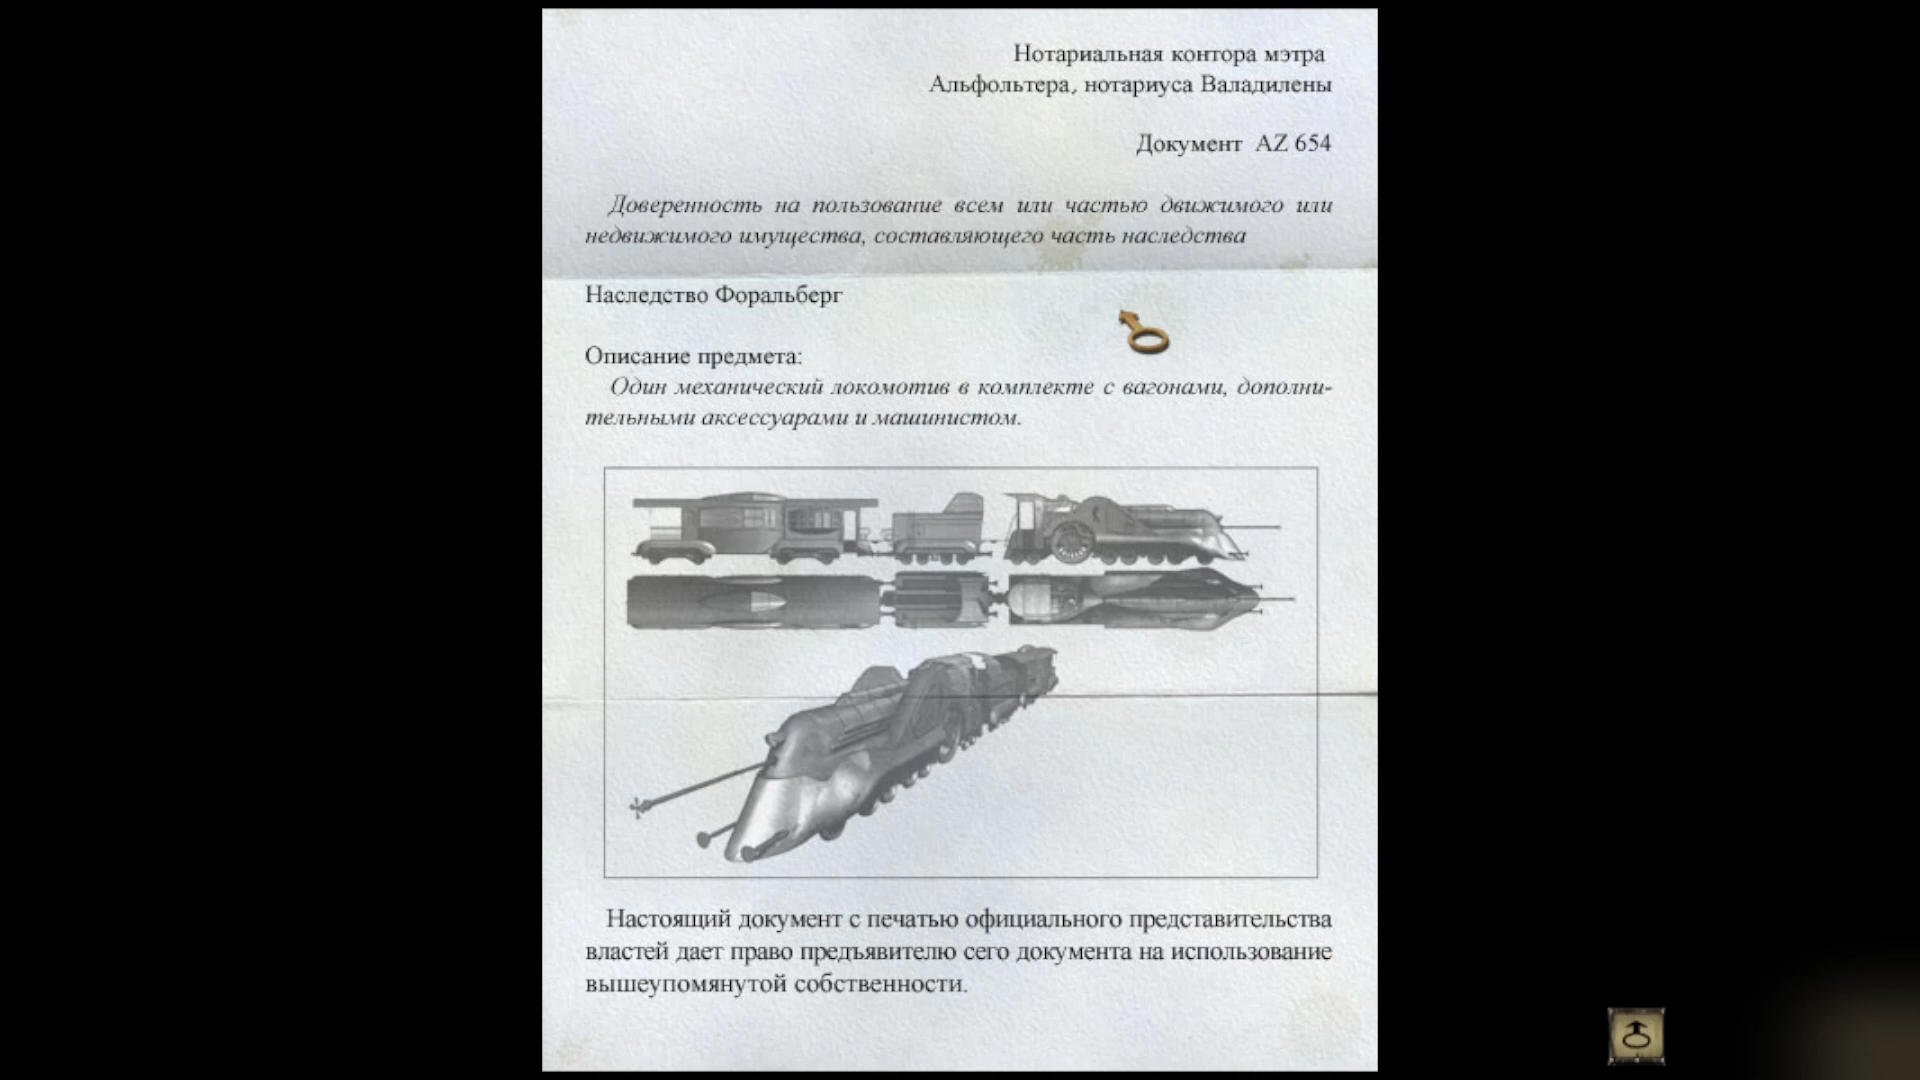 Нотариальная контора мэтра
Альфольтера, нотариуса Валадилены
Документ AZ 654
Доверенность на пользование всем или частью движимого или
недвижимого имущества, составляющего часть наследства
Наследство Форальберг
Описание предмета:
Один механический локомотив в комплекте с вагонами, дополни-
тельными аксессуарами и машинистом.
Настоящий документ с печатью официального представительства
властей дает право предъявителю сего документа на использование
вышеупомянутой собственности.